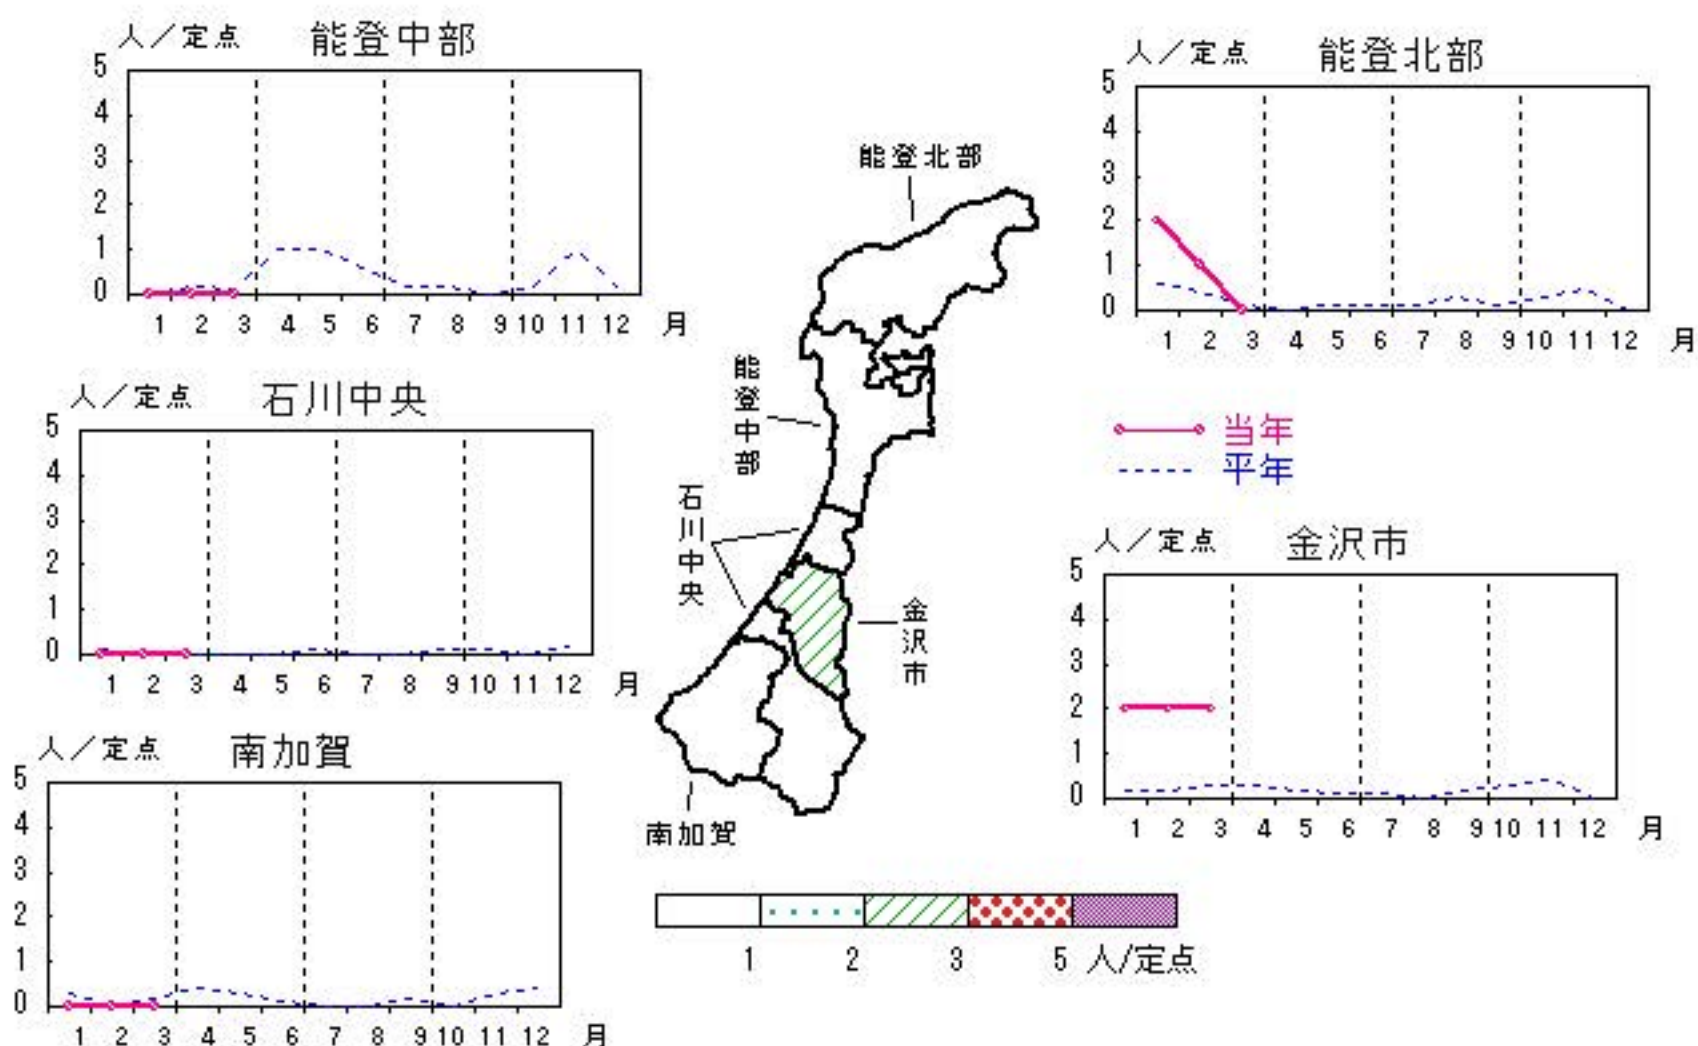 人/定点 能登中部
5
4
3
2
1
0
1 2 3 4 5 6 7 8 9 10 11 12 月
人/定点 能登北部
5
4
3
2
1
0
1 2 3 4 5 6 7 8 9 10 11 12 月
能登北部
能登中部
石川中央
金沢市
南加賀
人/定点 石川中央
5
4
3
2
1
0
1 2 3 4 5 6 7 8 9 10 11 12 月
当年
平年
人/定点 金沢市
5
4
3
2
1
0
1 2 3 4 5 6 7 8 9 10 11 12 月
人/定点 南加賀
5
4
3
2
1
0
1 2 3 4 5 6 7 8 9 10 11 12 月
1 2 3 5 人/定点